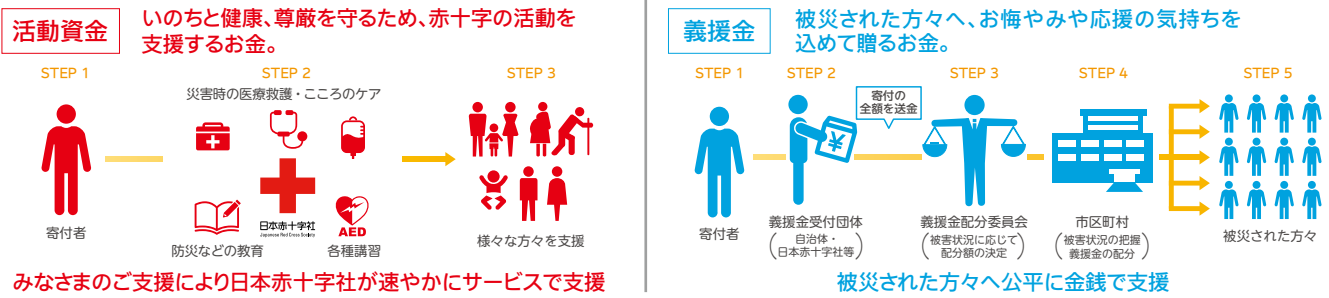 活動資金
いのちと健康、尊厳を守るため、赤十字の活動を
支援するお金。
STEP 1
STEP 2
STEP 3
災害時の医療救護・こころのケア
寄付者
日本赤十字社
Japanese Red Cross Society
AED
防災などの教育
各種講習
様々な方々を支援
みなさまのご支援により日本赤十字社が速やかにサービスで支援
義援金
被災された方々へ、お悔やみや応援の気持ちを
込めて贈るお金。
STEP 1
STEP 2
STEP 3
STEP 4
STEP 5
寄付の
全額を送金
¥
寄付者
義援金受付団体
(自治体・
日本赤十字社等)
義援金配分委員会
(被害状況に応じて
配分額の決定)
市区町村
(被害状況の把握
義援金の配分)
被災された方々
被災された方々へ公平に金銭で支援